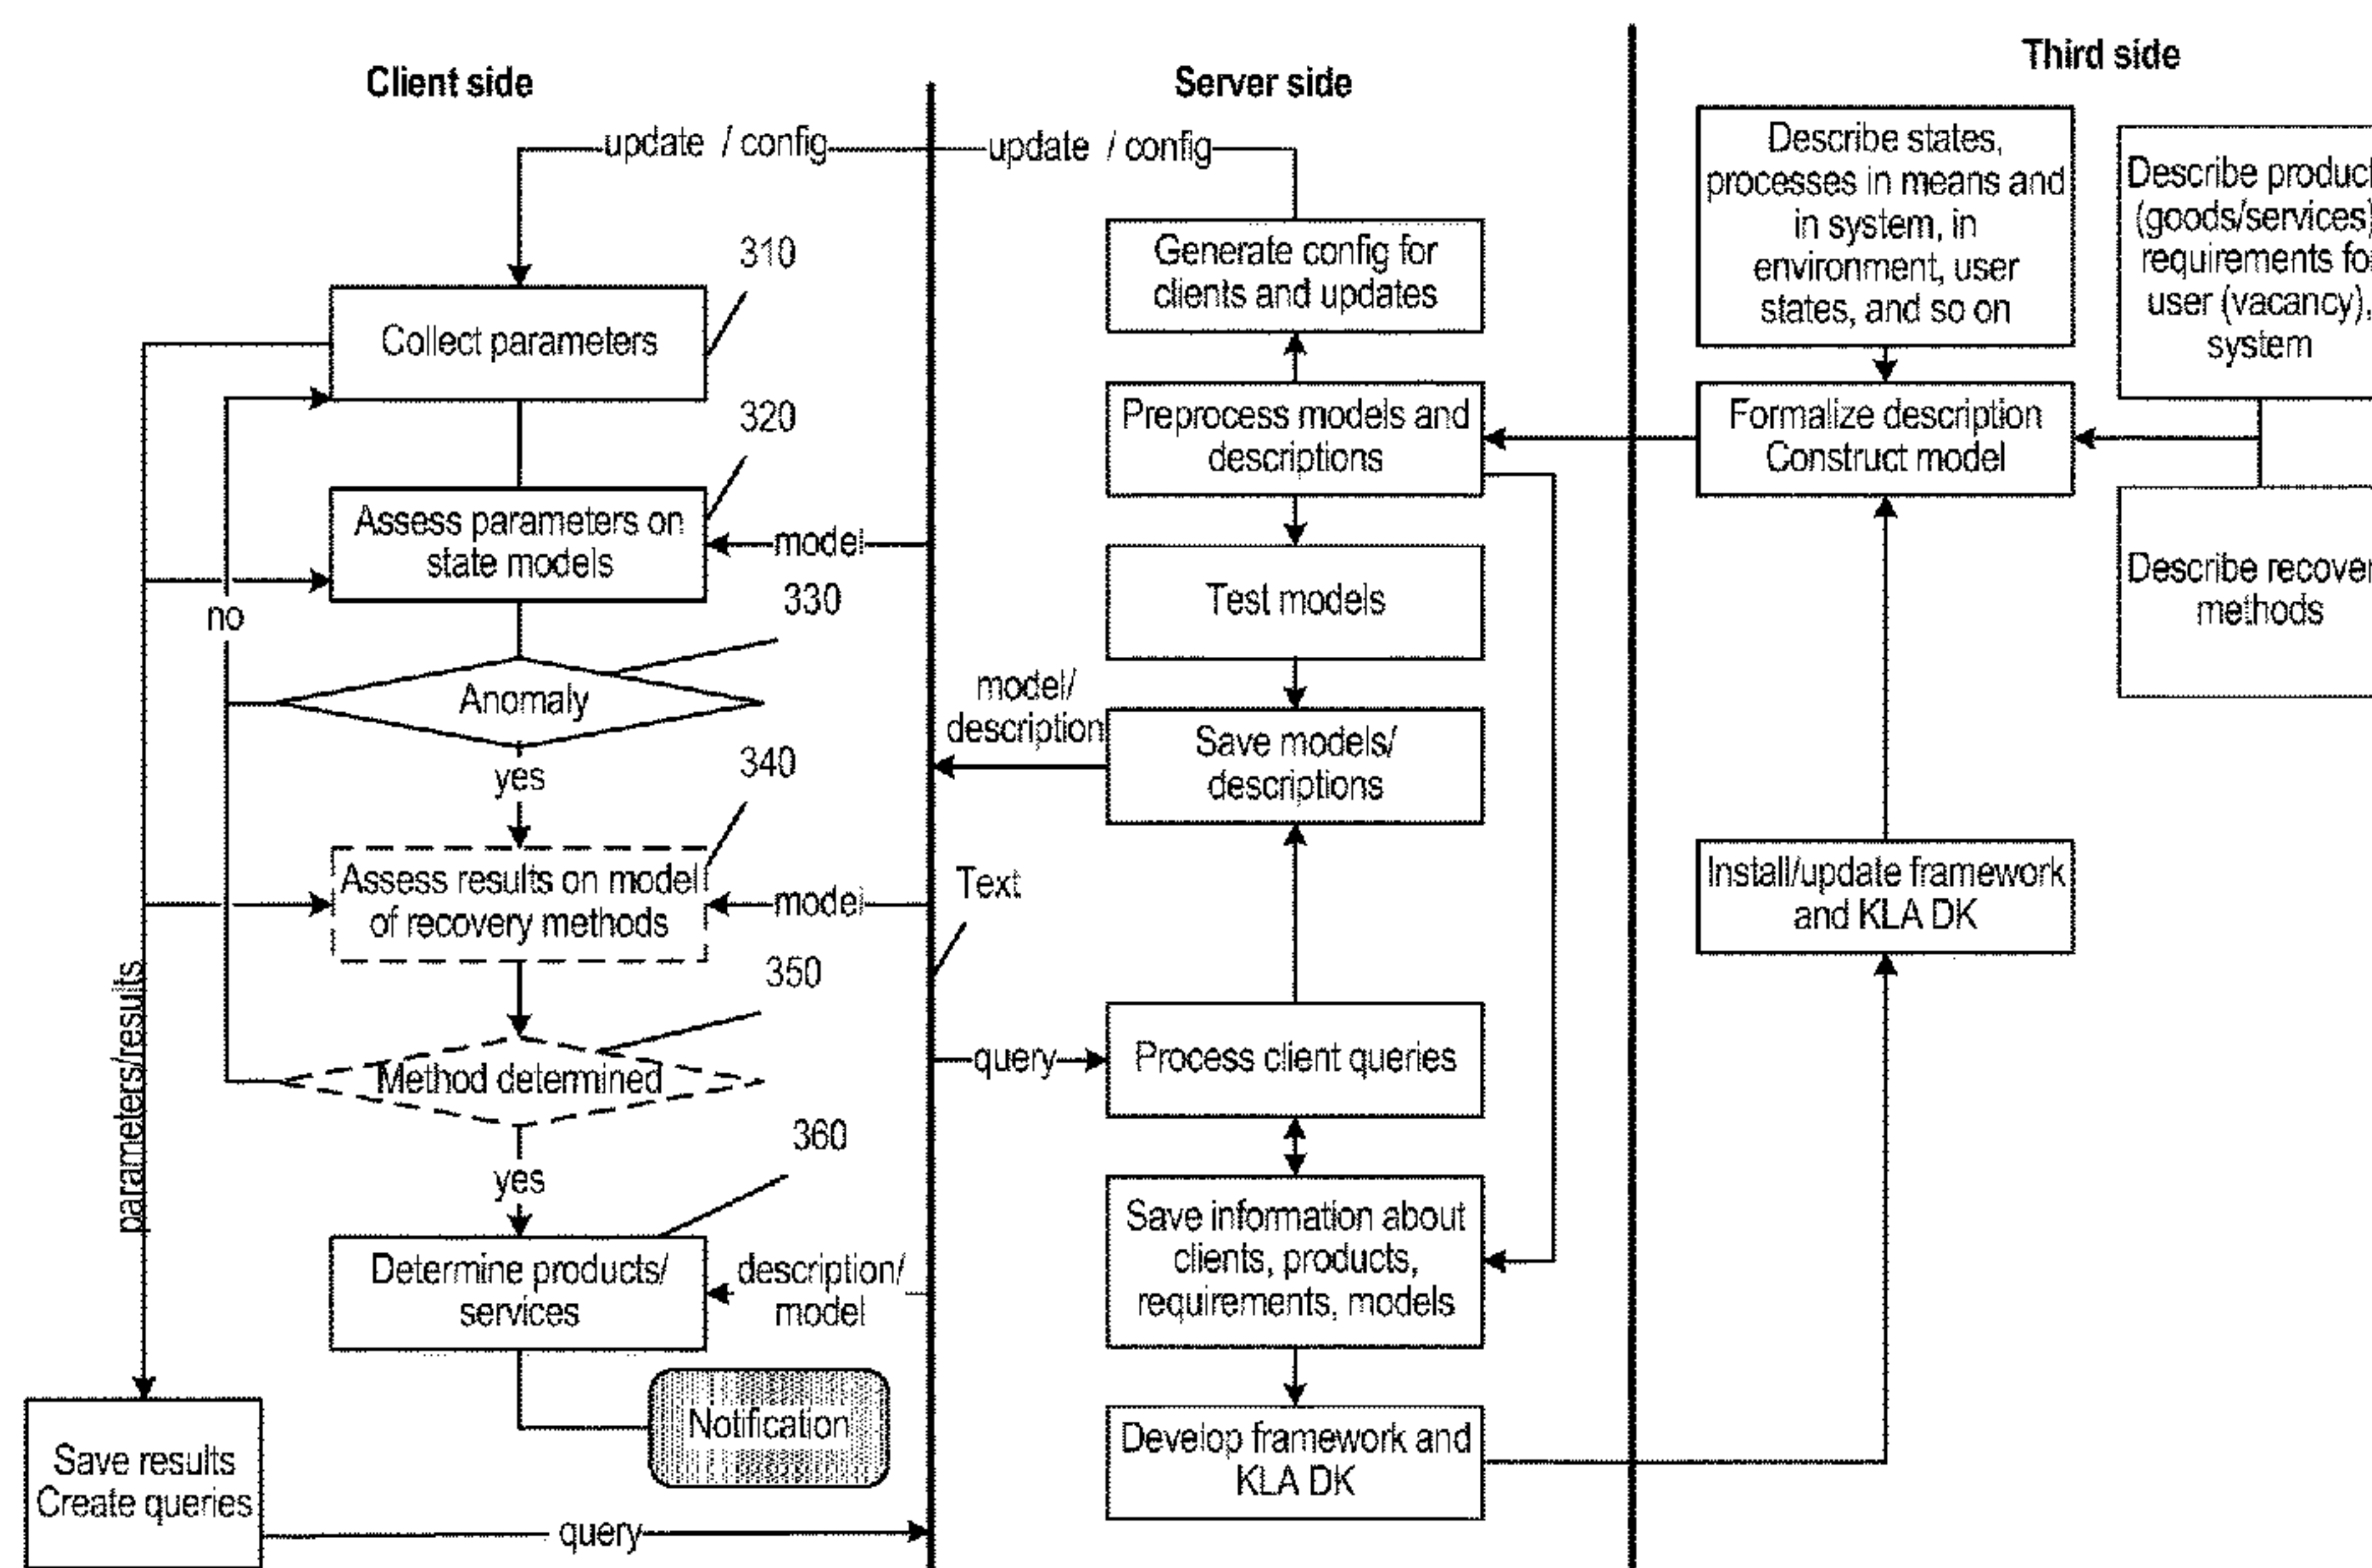 Client side
Server side
Third side
update / config
update / config
310
Collect parameters
320
Assess parameters on
state models
model
330
no
Anomaly
yes
340
Assess results on model
of recovery methods
model
Text
350
Method determined
yes
360
Determine products/
services
description/
model
Notification
parameters/results
Save results
Create queries
query
Generate config for
clients and updates
Preprocess models and
descriptions
Test models
model/
description
Save models/
descriptions
query
Process client queries
Save information about
clients, products,
requirements, models
Develop framework and
KLA DK
Describe states,
processes in means and
in system, in
environment, user
states, and so on
Formalize description
Construct model
Install/update framework
and KLA DK
Describe product
(goods/services)
requirements for
user (vacancy),
system
Describe recover
methods